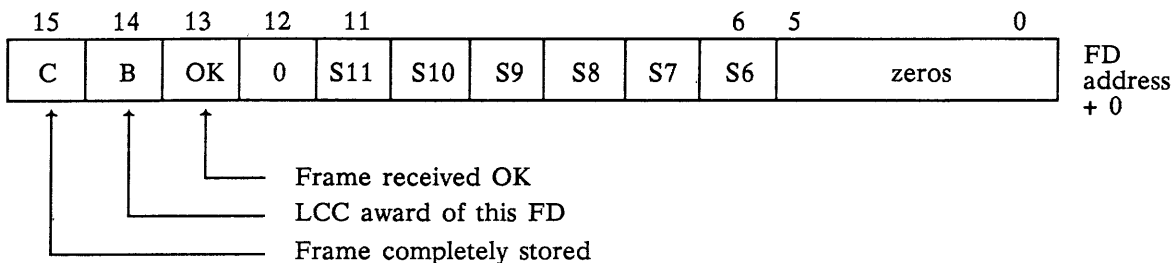 15 14 13 12 11 6 5 0
C B OK 0 S11 S10 S9 S8 S7 S6 zeros
FD
address
+ 0
Frame received OK
LCC award of this FD
Frame completely stored